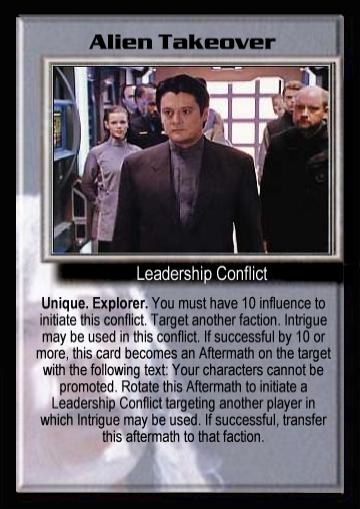 Alien Takeover
Leadership Conflict
Unique. Explorer. You must have 10 influence to
initiate this conflict. Target another faction. Intrigue
may be used in this conflict. If successful by 10 or
more, this card becomes an Aftermath on the target
with the following text: Your characters cannot be
promoted. Rotate this Aftermath to initiate a
Leadership Conflict targeting another player in
which Intrigue may be used. If successful, transfer
this aftermath to that faction.